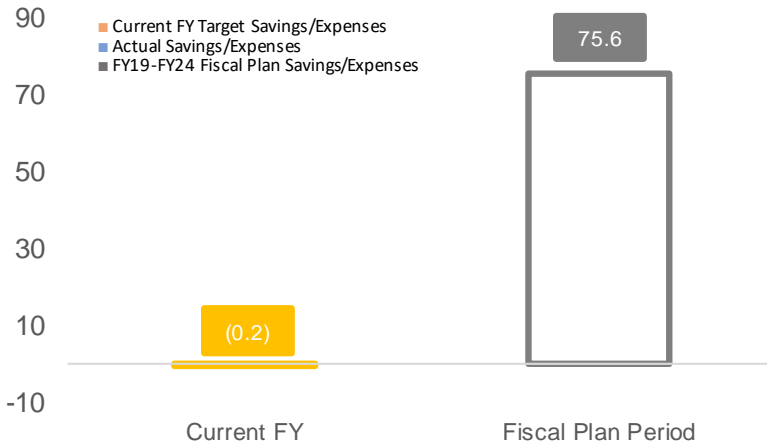 90
Current FY Target Savings/Expenses
Actual Savings/Expenses
FY19-FY24 Fiscal Plan Savings/Expenses
75.6
70
50
30
10
(0.2)
-10
Current FY
Fiscal Plan Period